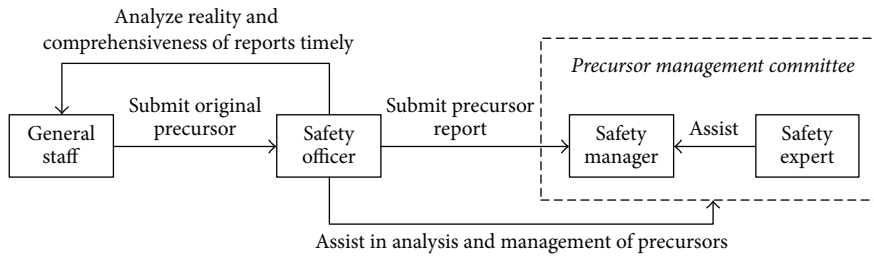 Analyze reality and
comprehensiveness of reports timely
Precursor management committee
Submit original
precursor
Submit precursor
report
General
staff
Safety
officer
Safety
manager
Assist
Safety
expert
Assist in analysis and management of precursors